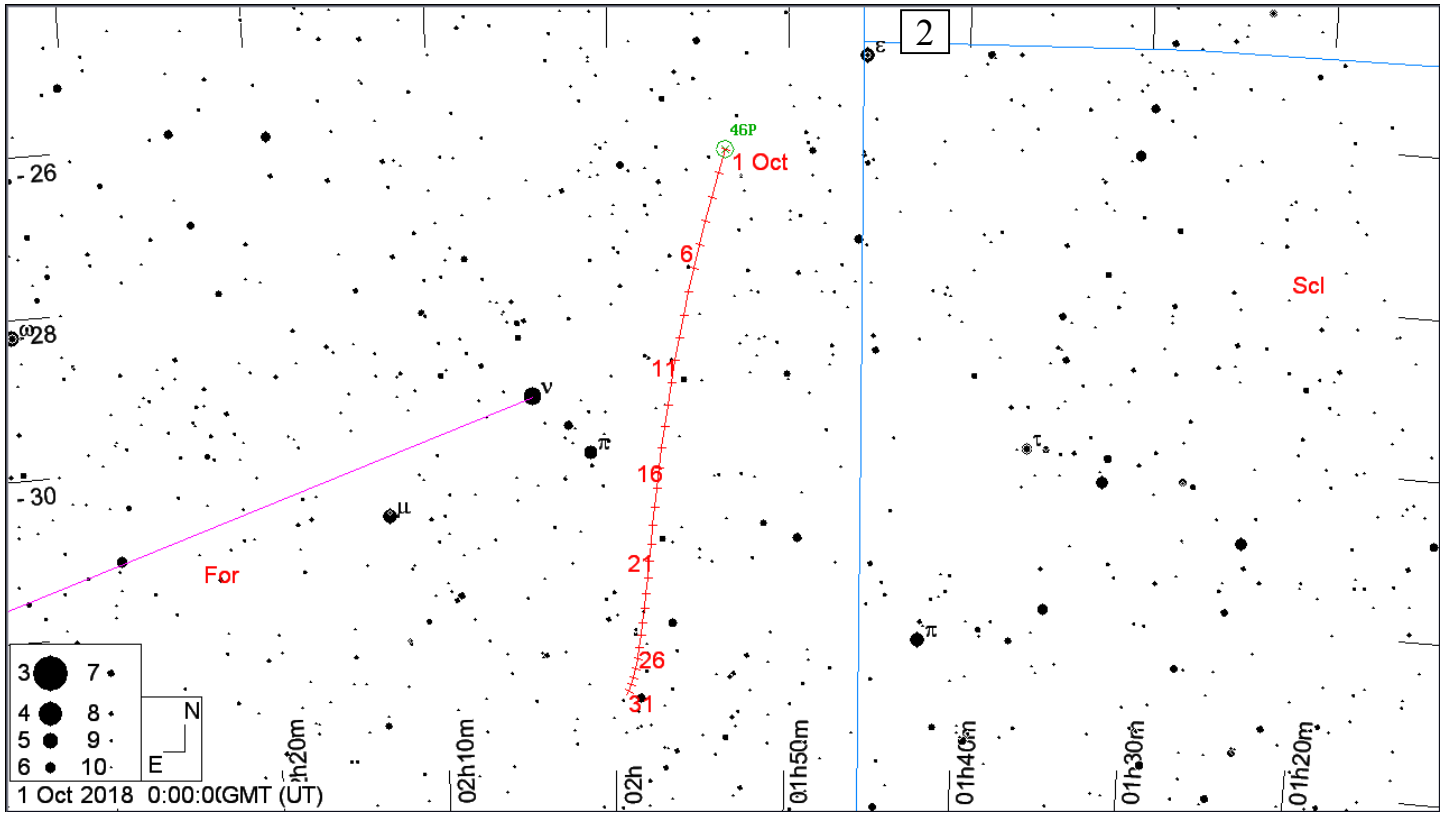 2
ε
46P
1 Oct
- 26
6
Scl
ω
- 28
11
ν
τ
π
16
- 30
μ
21
For
π
26
31
3 7
4 8
5 9
6 10
N
E
02h10m
02h
01h50m
01h40m
01h30m
01h20m
1 Oct 2018 0:00:0(GMT (UT)